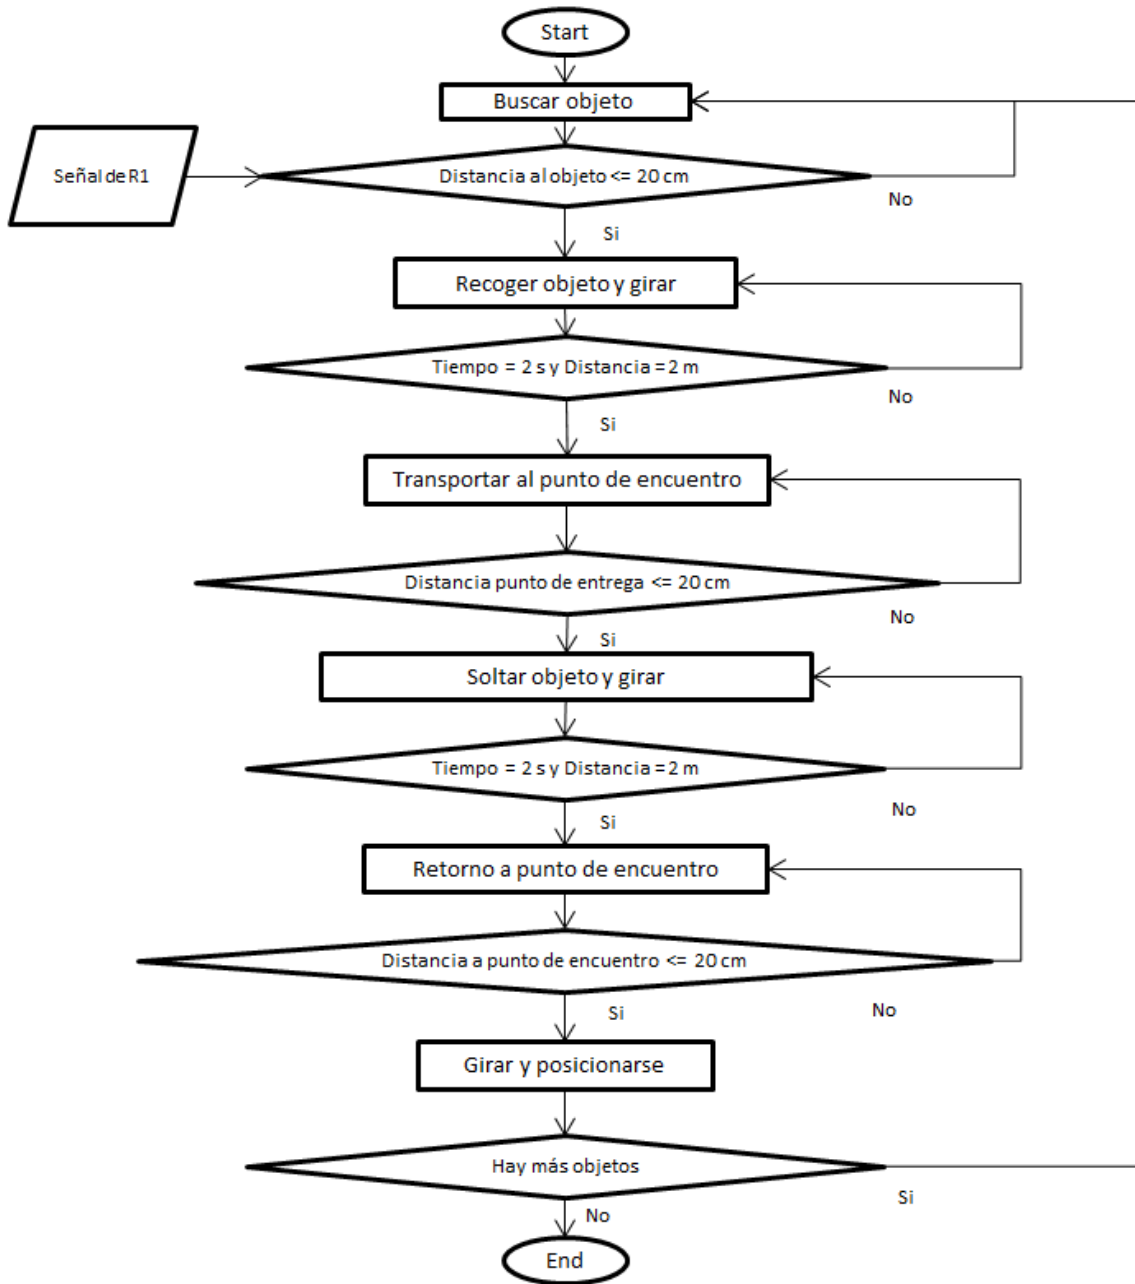 Start
Buscar objeto
Señal de R1
Distancia al objeto <= 20 cm
No
Si
Recoger objeto y girar
Tiempo = 2 s y Distancia = 2 m
No
Si
Transportar al punto de encuentro
Distancia punto de entrega <= 20 cm
No
Si
Soltar objeto y girar
Tiempo = 2 s y Distancia = 2 m
No
Si
Retorno a punto de encuentro
Distancia a punto de encuentro <= 20 cm
No
Si
Girar y posicionarse
Hay más objetos
Si
No
End